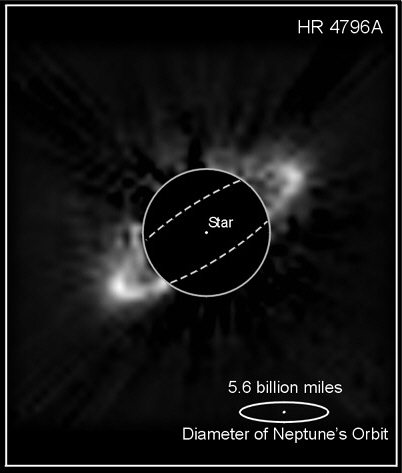 HR 4796A
Star
5.6 billion miles
Diameter of Neptune's Orbit